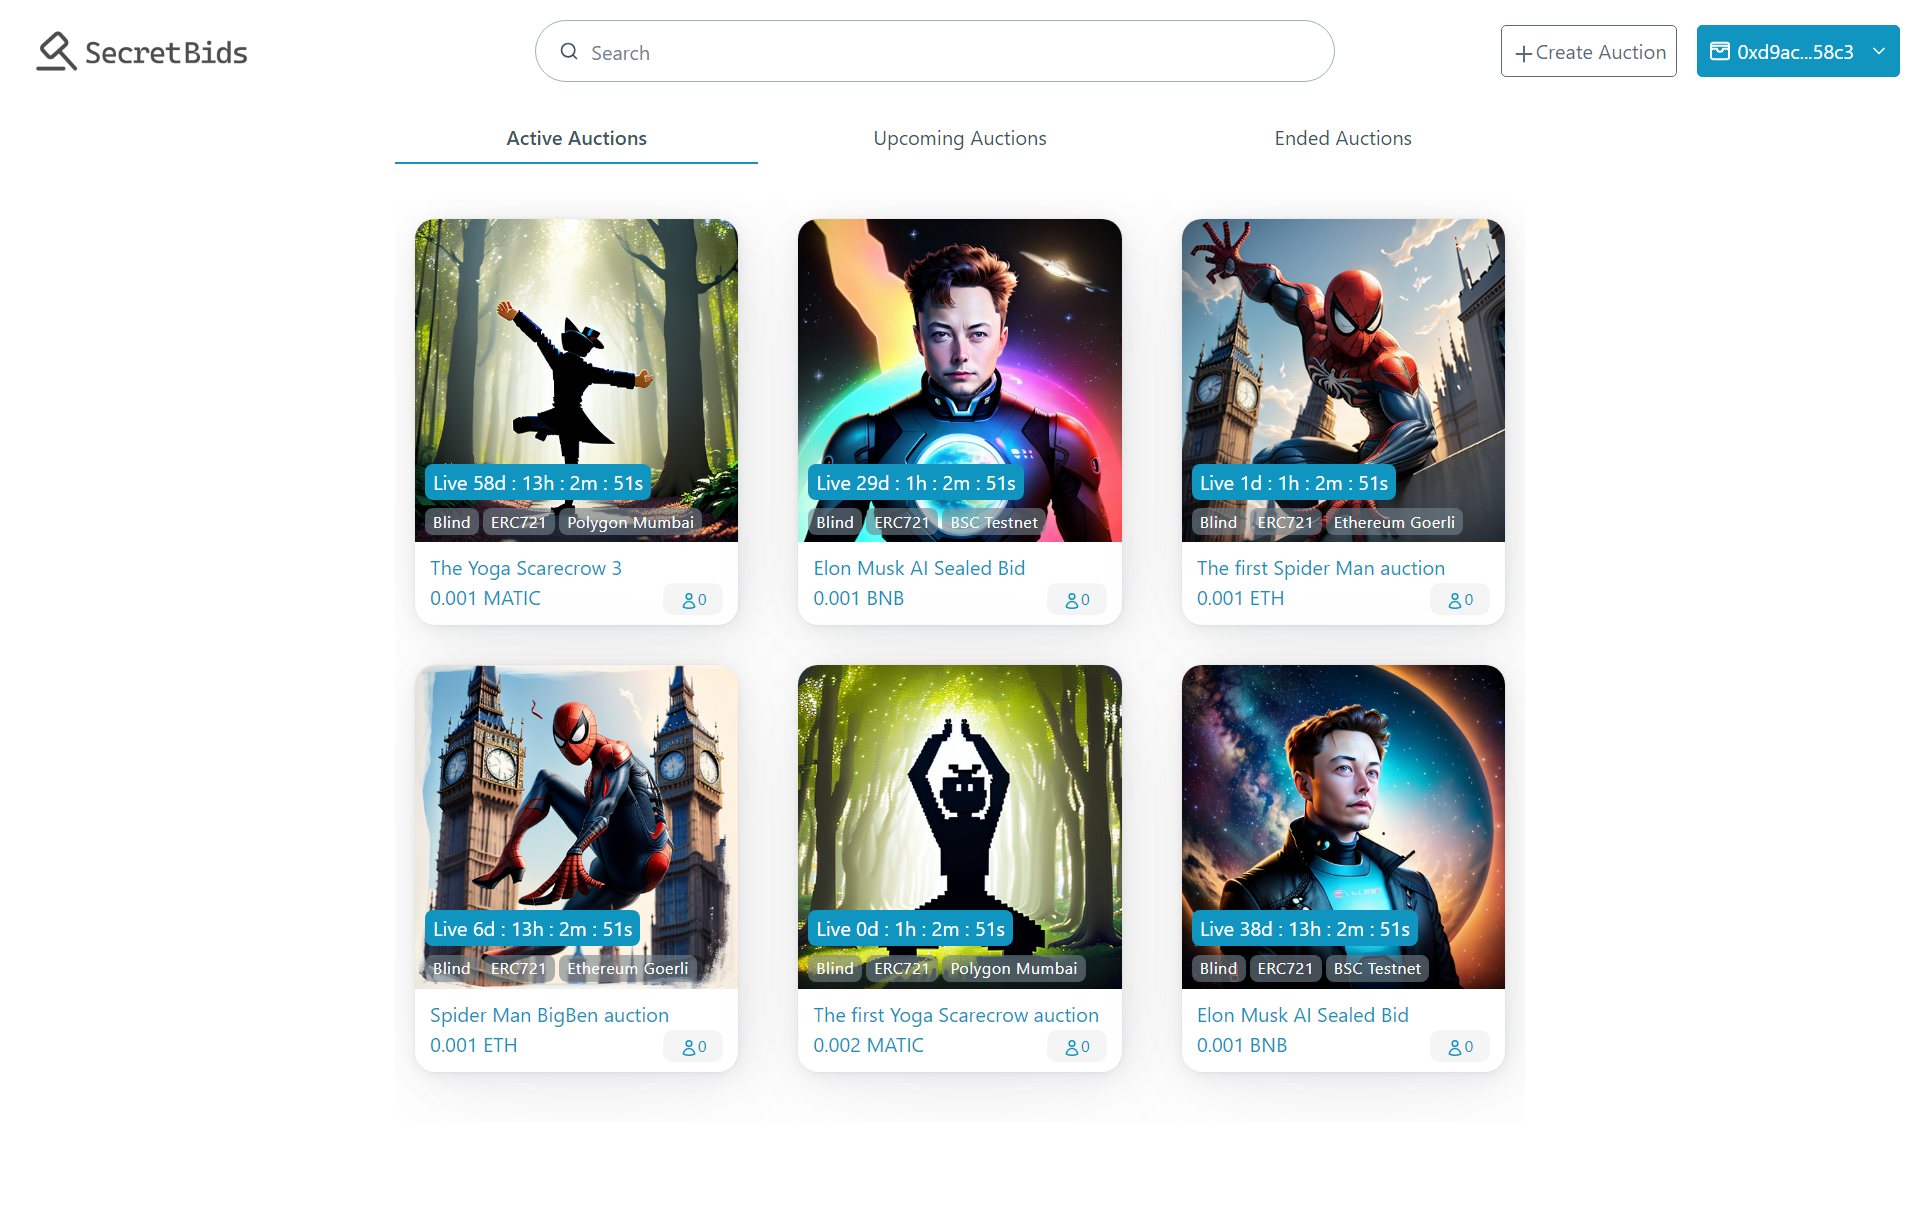 SecretBids
Search
Create Auction
0xd9ac...58c3
Active Auctions
Upcoming Auctions
Ended Auctions
Live 58d : 13h : 2m : 51s
Blind ERC721 Polygon Mumbai
The Yoga Scarecrow 3
0.001 MATIC
0
Live 29d : 1h : 2m : 51s
Blind ERC721 BSC Testnet
Elon Musk AI Sealed Bid
0.001 BNB
0
Live 1d : 1h : 2m : 51s
Blind ERC721 Ethereum Goerli
The first Spider Man auction
0.001 ETH
0
Live 6d : 13h : 2m : 51s
Blind ERC721 Ethereum Goerli
Spider Man BigBen auction
0.001 ETH
0
Live 0d : 1h : 2m : 51s
Blind ERC721 Polygon Mumbai
The first Yoga Scarecrow auction
0.002 MATIC
0
Live 38d : 13h : 2m : 51s
Blind ERC721 BSC Testnet
Elon Musk AI Sealed Bid
0.001 BNB
0